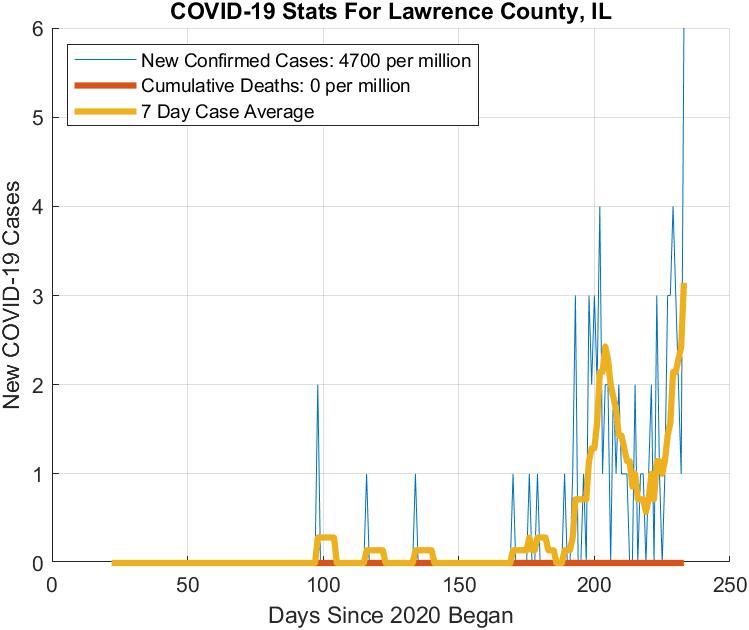 COVID-19 Stats For Lawrence County, IL
New Confirmed Cases: 4700 per million
Cumulative Deaths: 0 per million
7 Day Case Average
New COVID-19 Cases
6
5
4
3
2
1
0
0 50 100 150 200 250
Days Since 2020 Began